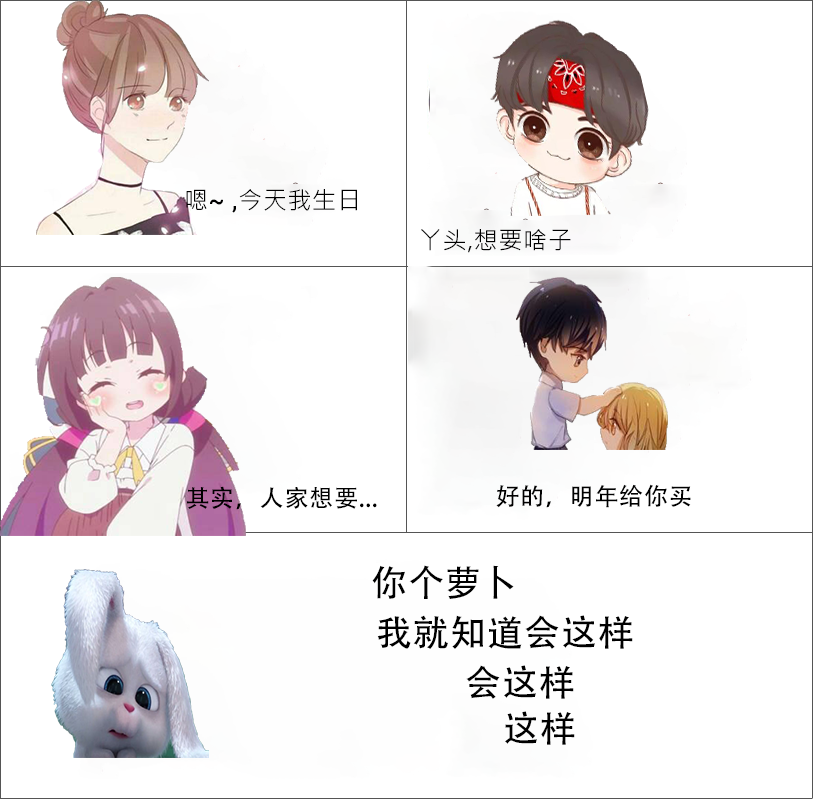 嗯~ ,今天我生日
丫头,想要啥子
其实，人家想要...
好的，明年给你买
你个萝卜
我就知道会这样
会这样
这样